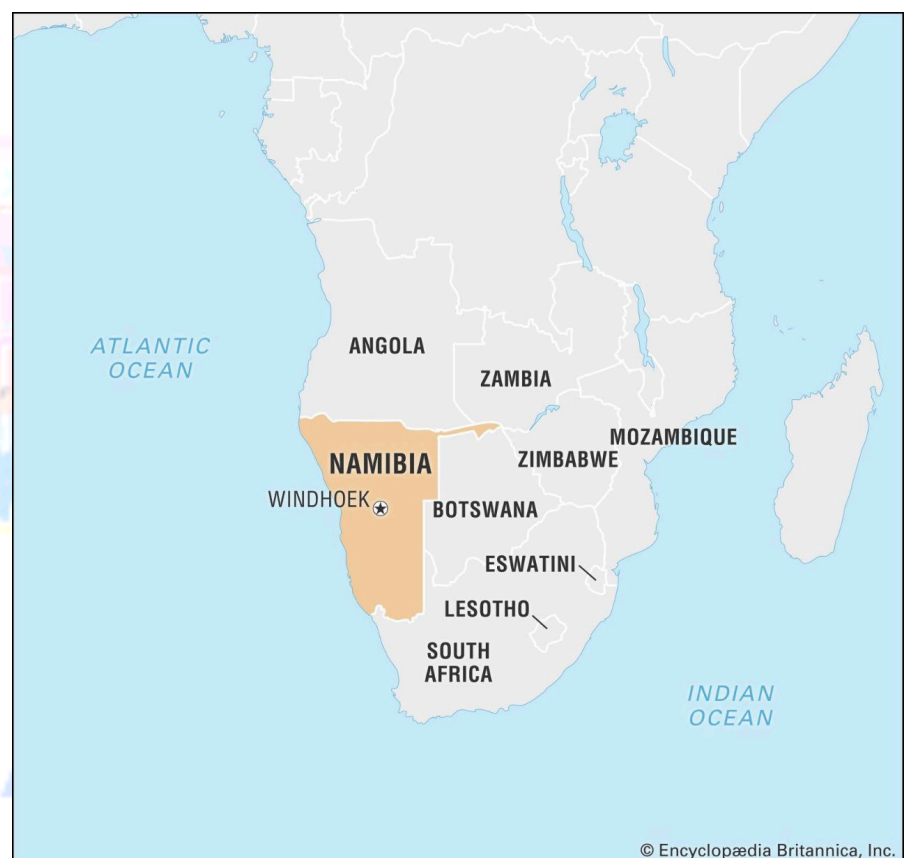 ATLANTIC
OCEAN
ANGOLA
ZAMBIA
MOZAMBIQUE
NAMIBIA
ZIMBABWE
WINDHOEK
BOTSWANA
ESWATINI
LESOTHO
SOUTH
AFRICA
INDIAN
OCEAN
© Encyclopædia Britannica, Inc.